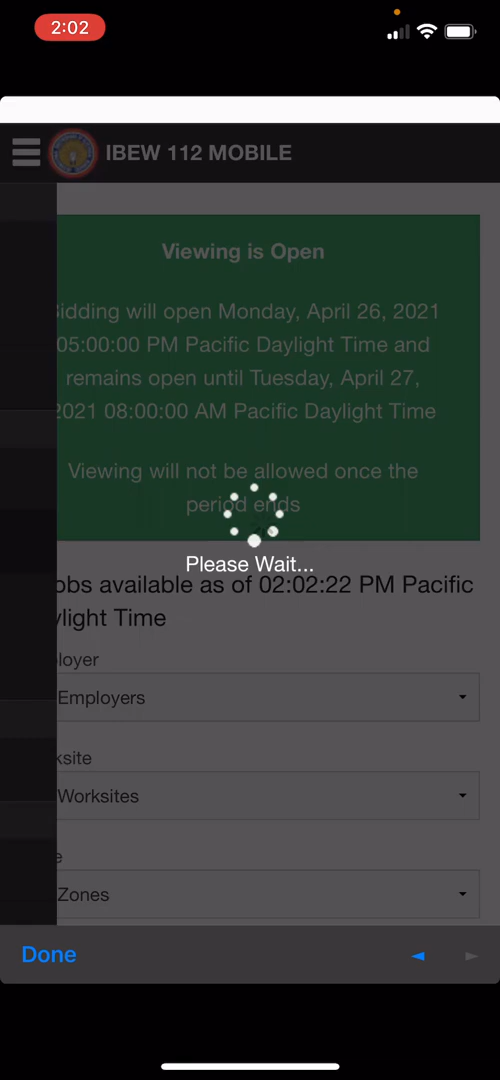 2:02
IBEW 112 MOBILE
Viewing is Open
idding will open Monday, April 26, 2021
05:00:00 PM Pacific Daylight Time and
remains open until Tuesday, April 27,
2021 08:00:00 AM Pacific Daylight Time
Viewing will not be allowed once the
period ends
Please Wait...
obs available as of 02:02:22 PM Pacific
ylight Time
loyer
Employers
ksite
Worksites
e
Zones
Done